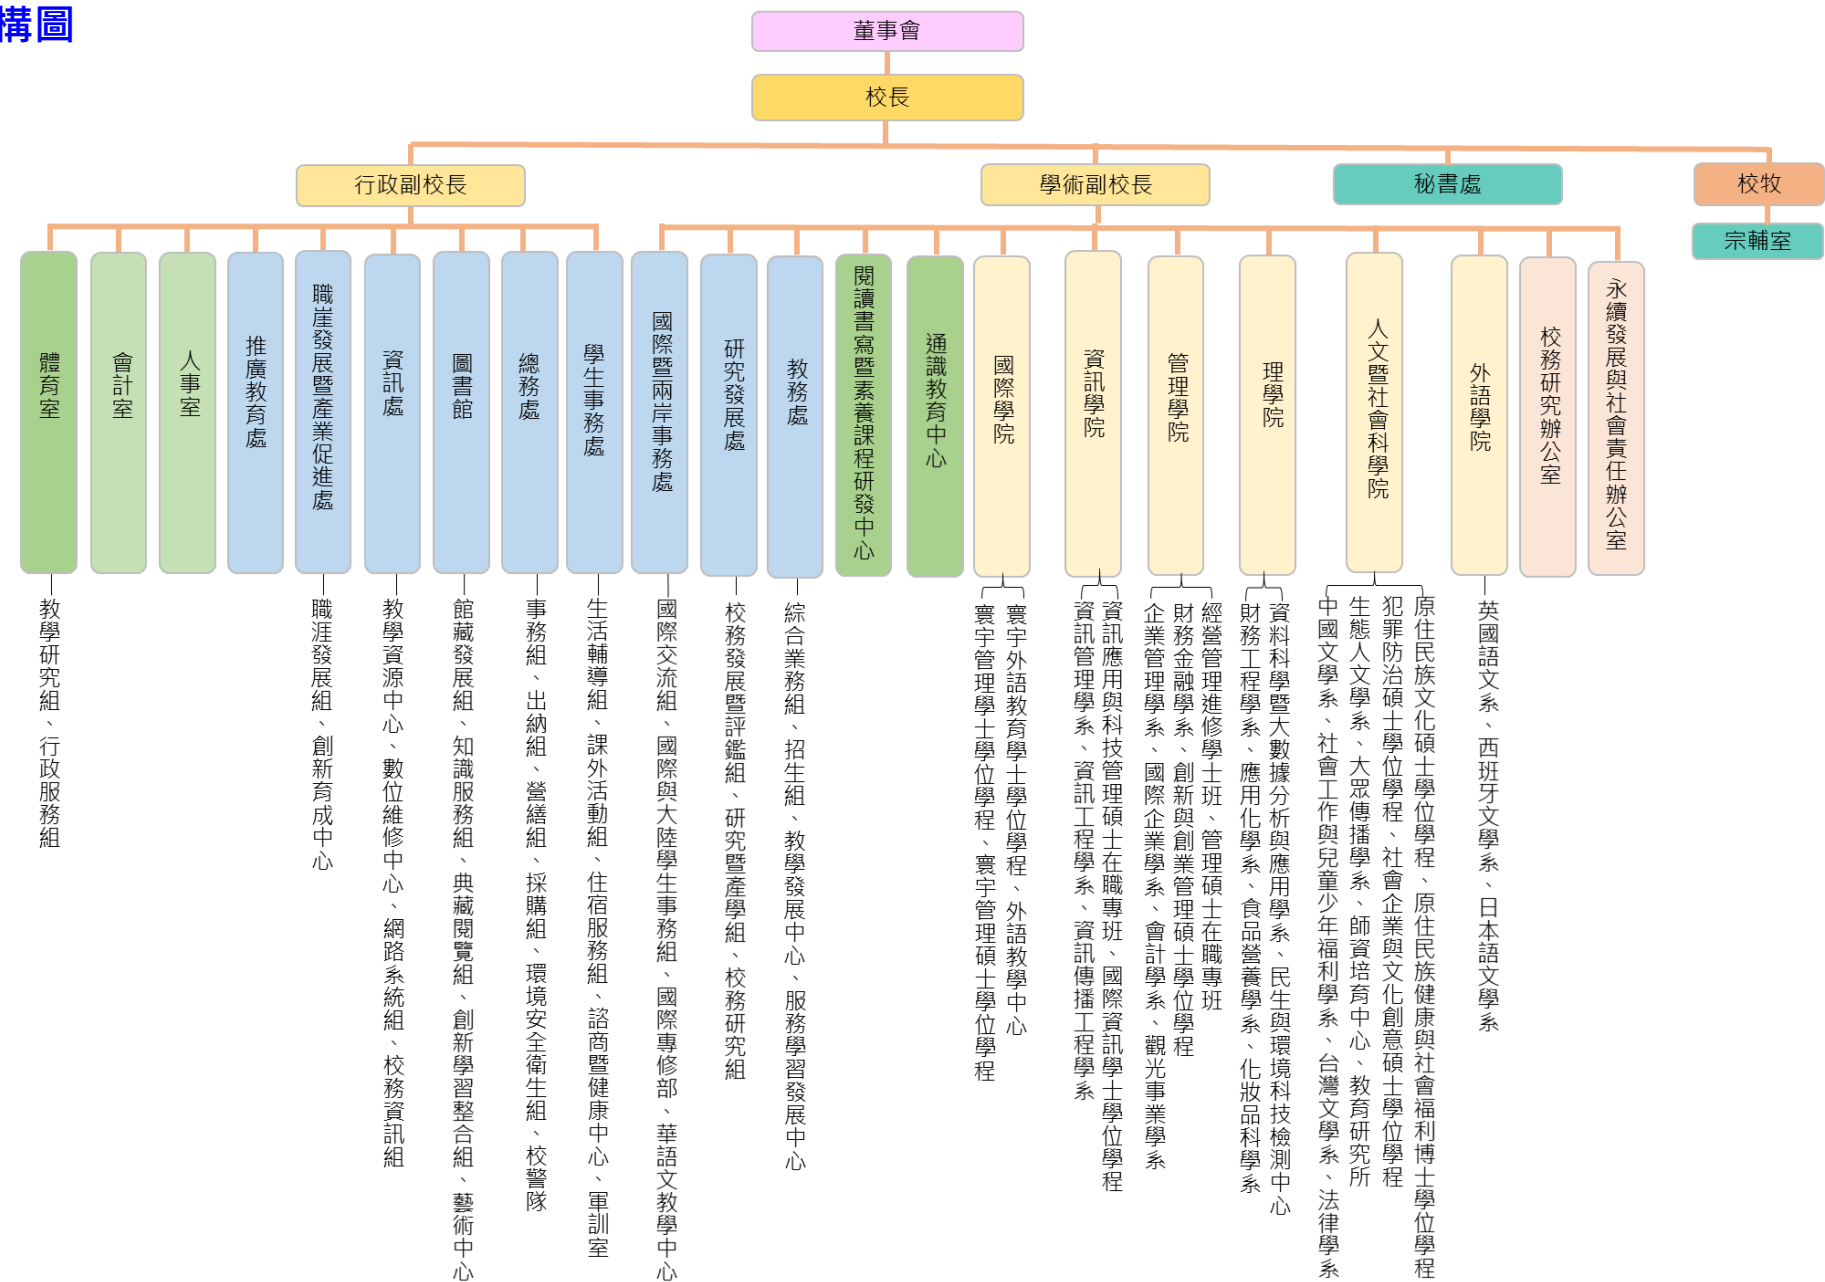 構圖
董事會
校長
行政副校長
學術副校長
秘書處
校牧
宗輔室
體育室
會計室
人事室
推廣教育處
職崖發展暨產業促進處
資訊處
圖書館
總務處
學生事務處
國際暨兩岸事務處
研究發展處
教務處
閱讀書寫暨素養課程研發中心
通識教育中心
國際學院
資訊學院
管理學院
理學院
人文暨社會科學院
外語學院
校務研究辦公室
永續發展與社會責任辦公室
教學研究組、行政服務組
職涯發展組、創新育成中心
教學資源中心、數位維修中心、網路系統組、校務資訊組
館藏發展組、知識服務組、典藏閱覽組、創新學習整合組、藝術中心
事務組、出納組、營繕組、採購組、環境安全衛生組、校警隊
生活輔導組、課外活動組、住宿服務組、諮商暨健康中心、軍訓室
國際交流組、國際與大陸學生事務組、國際專修部、華語文教學中心
校務發展暨評鑑組、研究暨產學組、校務研究組
綜合業務組、招生組、教學發展中心、服務學習發展中心
寰宇管理學士學位學程、寰宇管理碩士學位學程
寰宇外語教育學士學位學程、外語教學中心
資訊管理學系、資訊工程學系、資訊傳播工程學系
資訊應用與科技管理碩士在職專班、國際資訊學士學位學程
企業管理學系、國際企業學系、會計學系、觀光事業學系
財務金融學系、創新與創業管理碩士學位學程
經營管理進修學士班、管理碩士在職專班
財務工程學系、應用化學系、食品營養學系、化妝品科學系
資料科學暨大數據分析與應用學系、民生與環境科技檢測中心
中國文學系、社會工作與兒童少年福利學系、台灣文學系、法律學系
生態人文學系、大眾傳播學系、師資培育中心、教育研究所
犯罪防治碩士學位學程、社會企業與文化創意碩士學位學程
原住民族文化碩士學位學程、原住民族健康與社會福利博士學位學程
英國語文系、西班牙文學系、日本語文學系